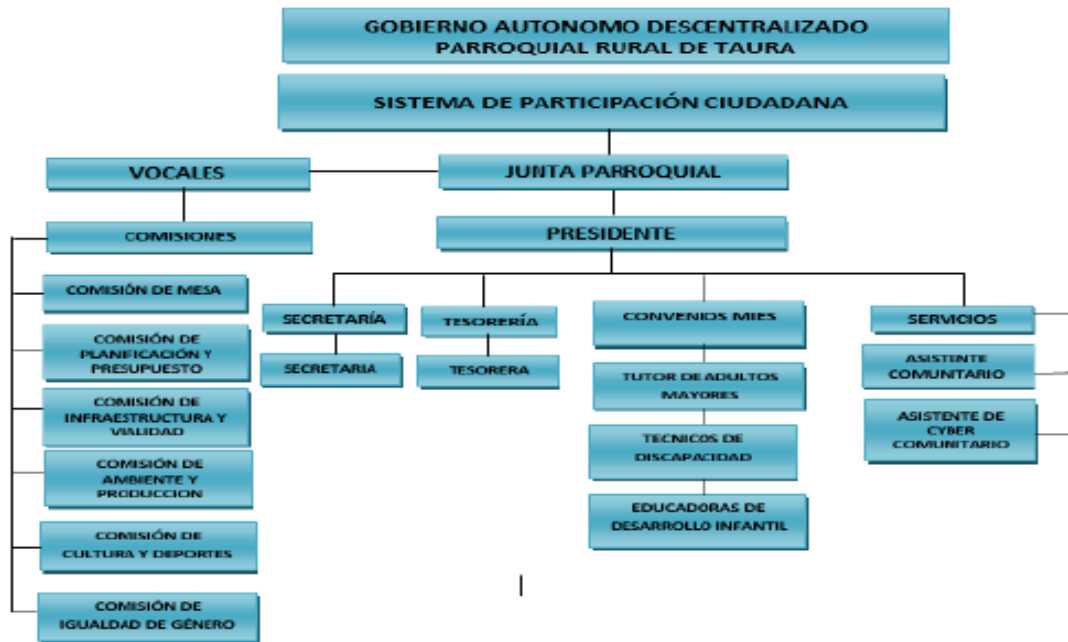 GOBIERNO AUTONOMO DESCENTRALIZADO
PARROQUIAL RURAL DE TAURA
SISTEMA DE PARTICIPACIÓN CIUDADANA
VOCALES
JUNTA PARROQUIAL
COMISIONES
PRESIDENTE
COMISIÓN DE MESA
COMISIÓN DE
PLANIFICACIÓN Y
PRESUPUESTO
COMISIÓN DE
INFRAESTRUCTURA Y
VIALIDAD
COMISIÓN DE
AMBIENTE Y
PRODUCCION
COMISIÓN DE
CULTURA Y DEPORTES
COMISIÓN DE
IGUALDAD DE GÉNERO
SECRETARÍA
SECRETARIA
TESORERÍA
TESORERA
CONVENIOS MIES
TUTOR DE ADULTOS
MAYORES
TECNICOS DE
DISCAPACIDAD
EDUCADORAS DE
DESARROLLO INFANTIL
SERVICIOS
ASISTENTE
COMUNITARIO
ASISTENTE DE
CYBER
COMUNITARIO